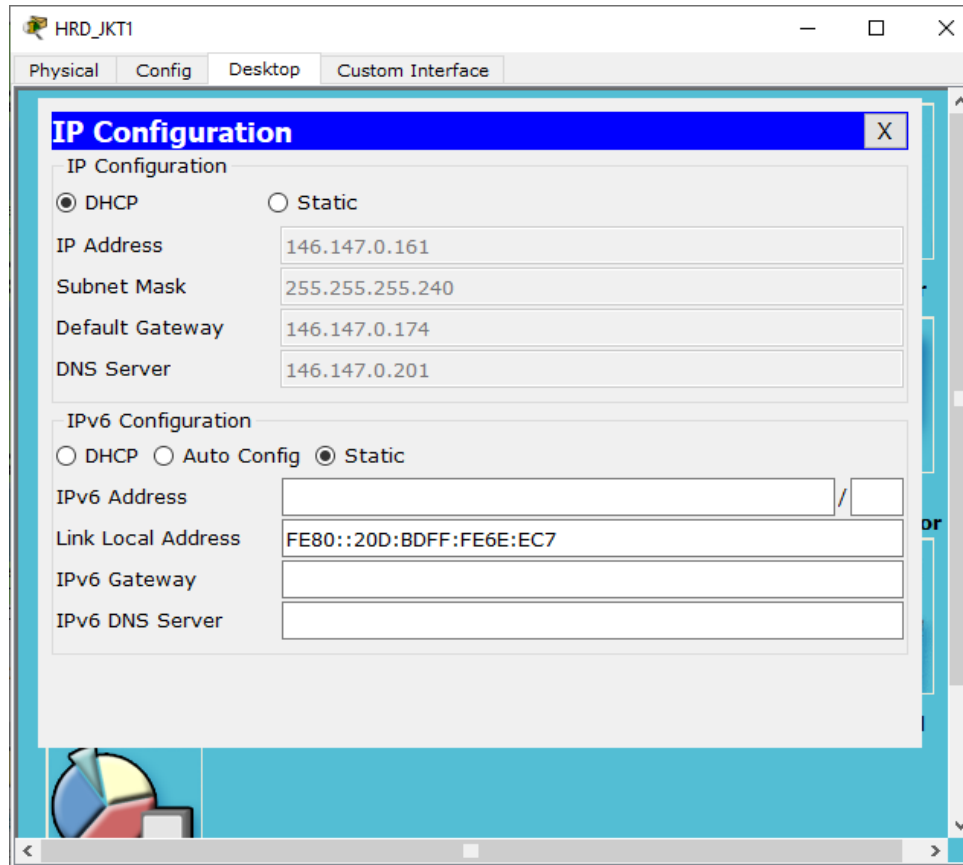 HRD_JKT1
Physical Config Desktop Custom Interface
IP Configuration X
IP Configuration
DHCP Static
IP Address 146.147.0.161
Subnet Mask 255.255.255.240
Default Gateway 146.147.0.174
DNS Server 146.147.0.201
IPv6 Configuration
DHCP Auto Config Static
IPv6 Address /
Link Local Address FE80::20D:BDFF:FE6E:EC7
or
IPv6 Gateway
IPv6 DNS Server